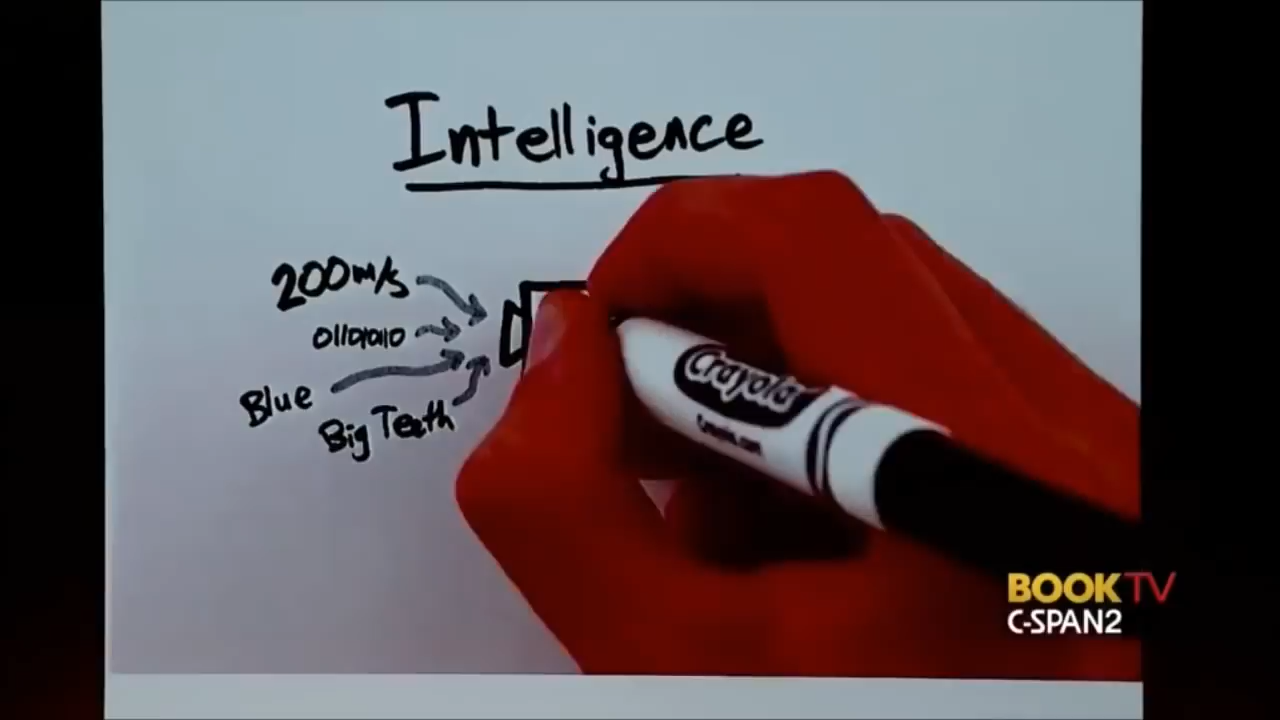 Intelligence
200m/s
01101010
Blue
Big Teeth
Crayola
BOOK TV
C-SPAN2